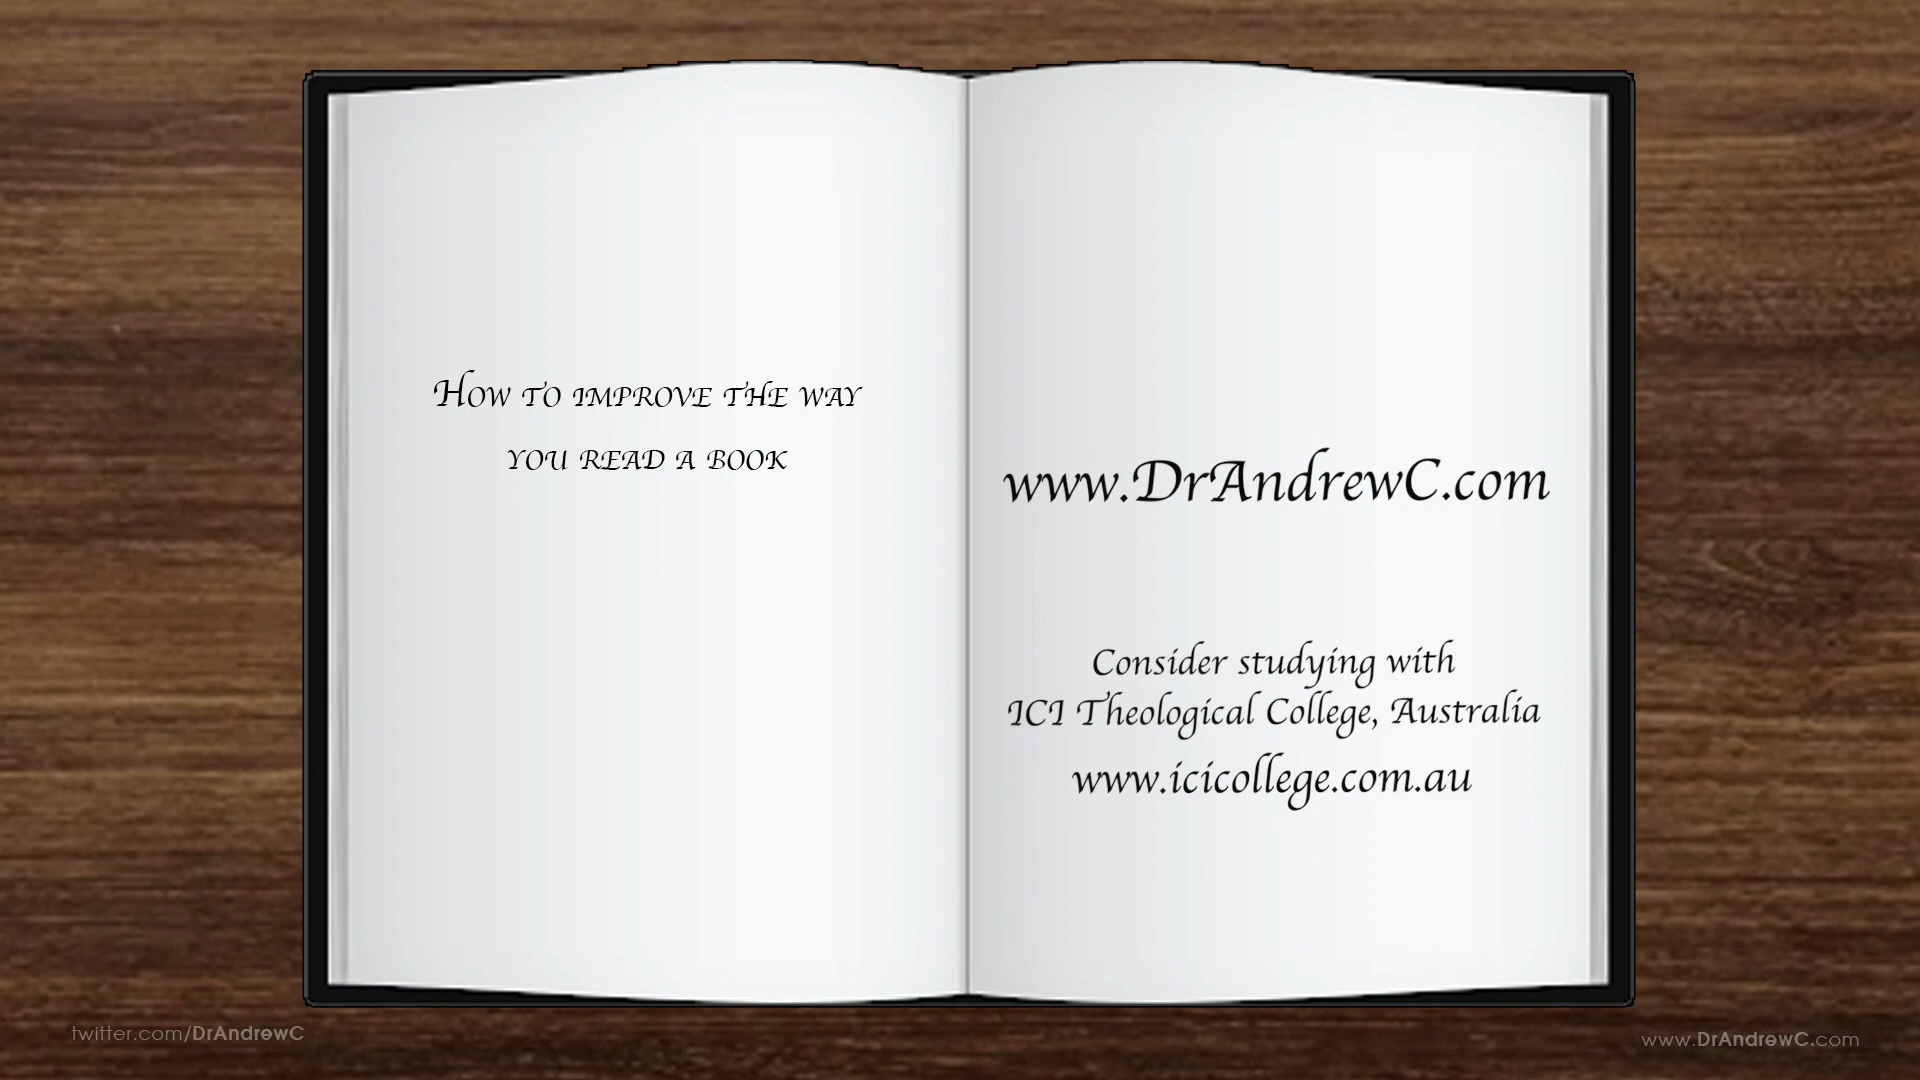 How to improve the way
you read a book
www.DrAndrewC.com
Consider studying with
ICI Theological College, Australia
www.icicollege.com.au
twitter.com/DrAndrewC
www.DrAndrewC.com